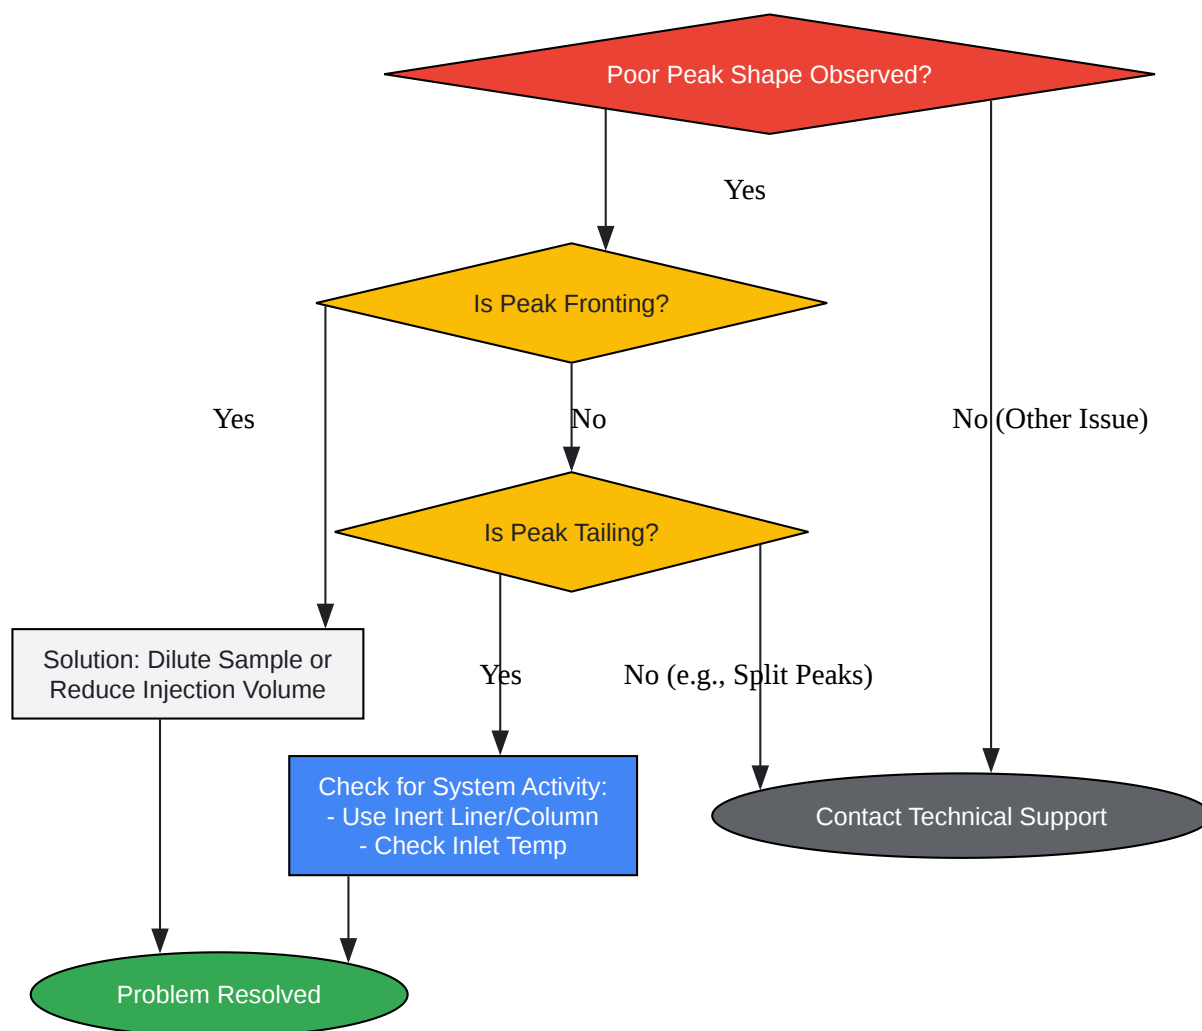 Poor Peak Shape Observed?
Yes
Is Peak Fronting?
Yes
No
No (Other Issue)
Is Peak Tailing?
Solution: Dilute Sample or
Reduce Injection Volume
Yes
No (e.g., Split Peaks)
Check for System Activity:
- Use Inert Liner/Column
- Check Inlet Temp
Contact Technical Support
Problem Resolved